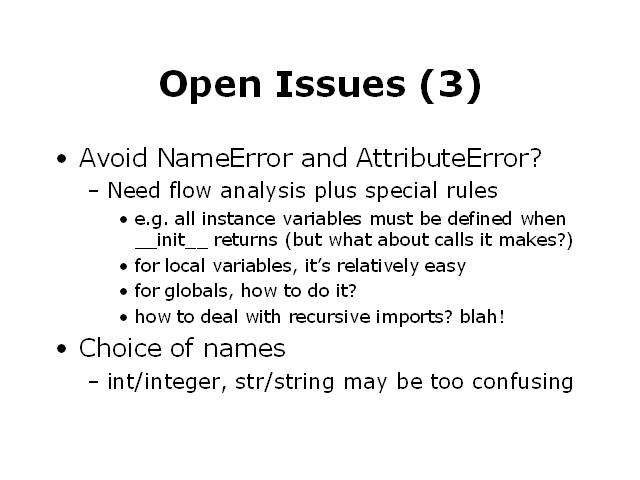 Open Issues (3)
• Avoid NameError and AttributeError?
– Need flow analysis plus special rules
• e.g. all instance variables must be defined when
__init__ returns (but what about calls it makes?)
• for local variables, it's relatively easy
• for globals, how to do it?
• how to deal with recursive imports? blah!
• Choice of names
– int/integer, str/string may be too confusing